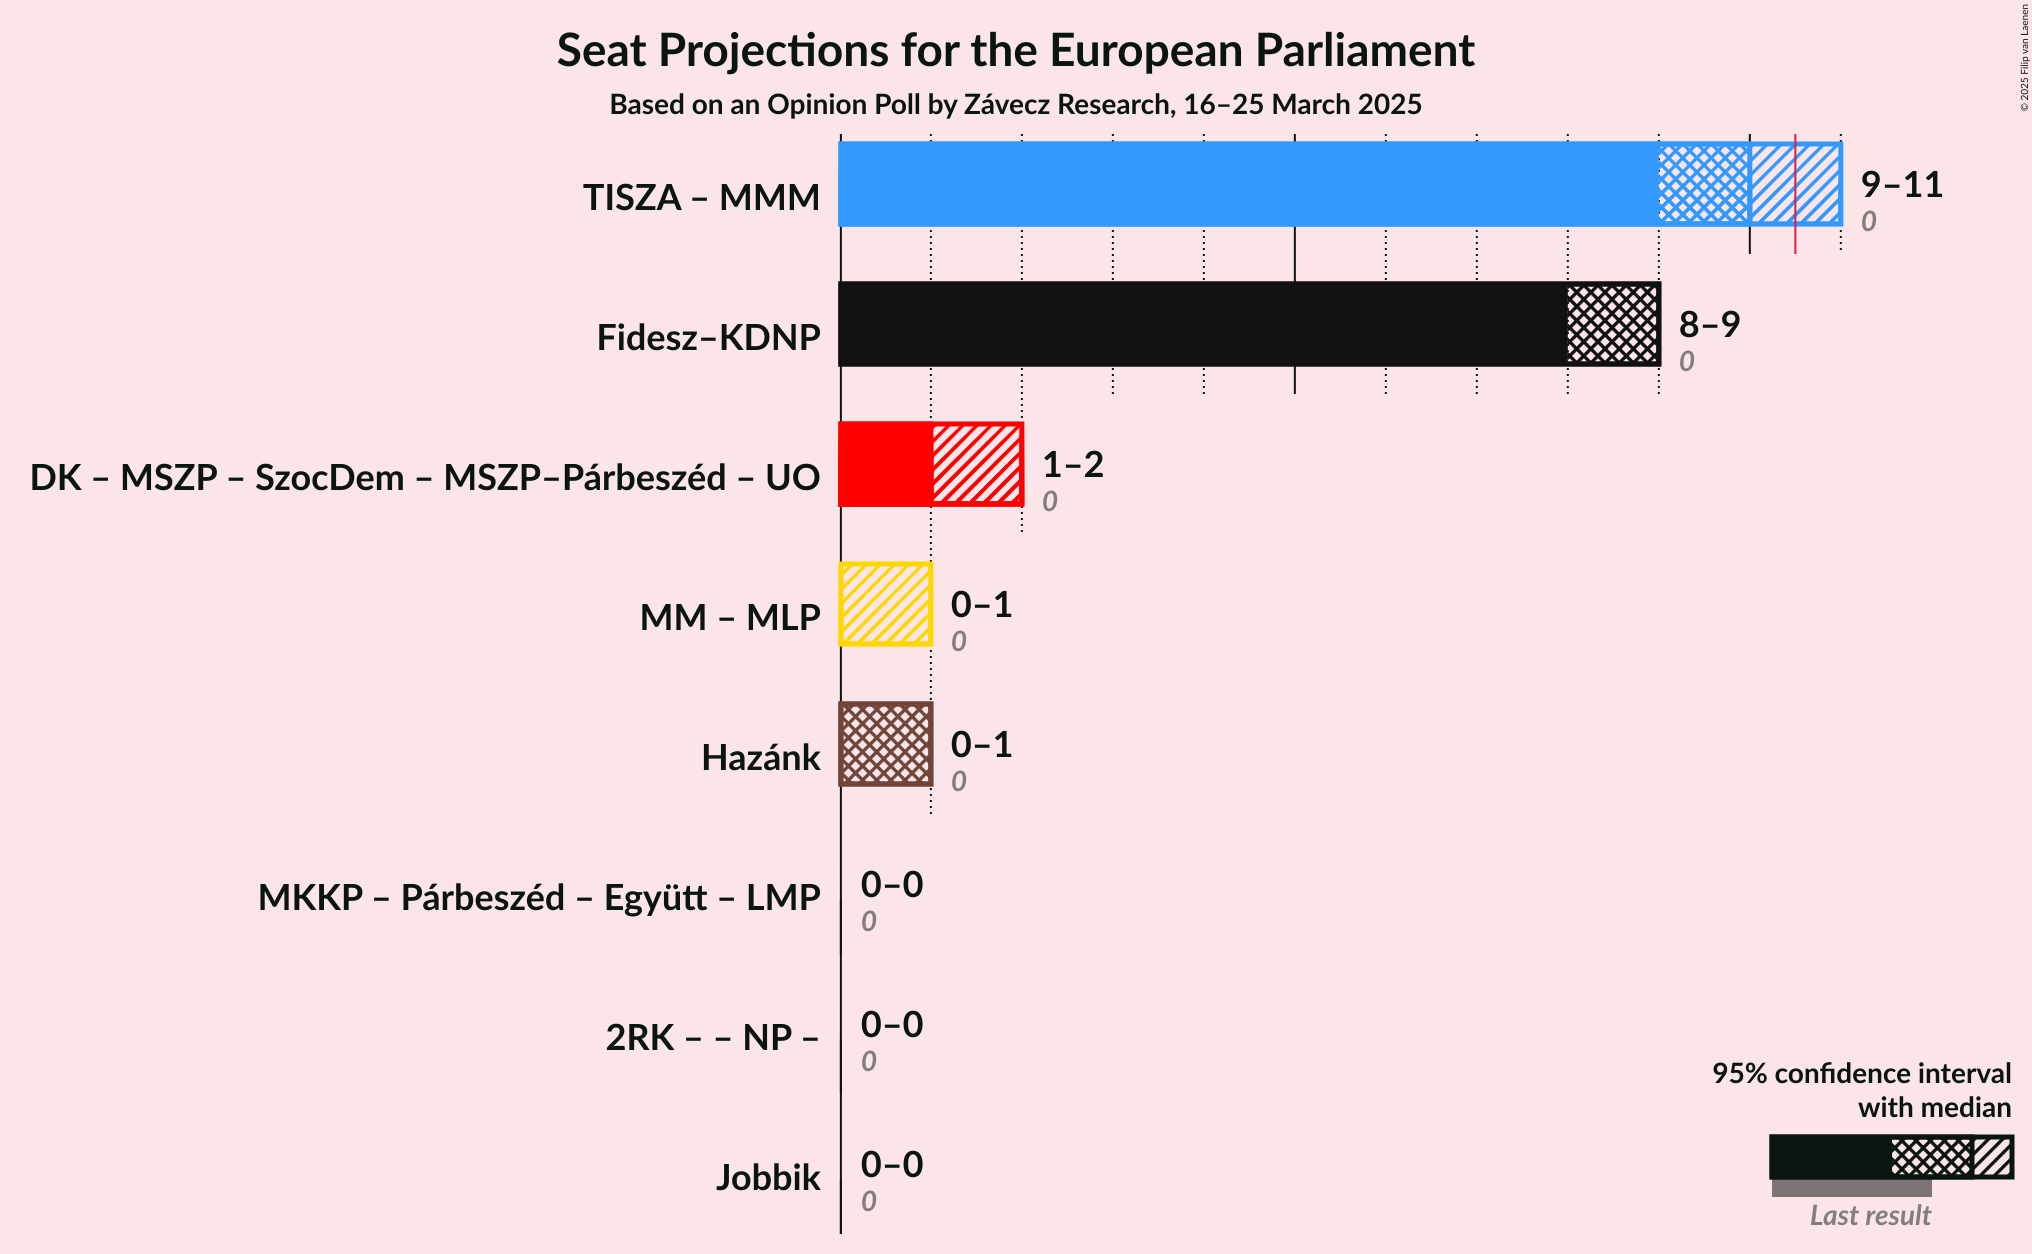 Seat Projections for the European Parliament
Based on an Opinion Poll by Závecz Research, 16–25 March 2025
© 2025 Filip van Laenen
TISZA – MMM
9–11
0
Fidesz–KDNP
8–9
0
DK – MSZP – SzocDem – MSZP–Párbeszéd – UO
1–2
0
MM – MLP
0–1
0
Hazánk
0–1
0
MKKP – Párbeszéd – Együtt – LMP
0–0
0
2RK – – NP –
0–0
0
Jobbik
0–0
0
95% confidence interval
with median
Last result